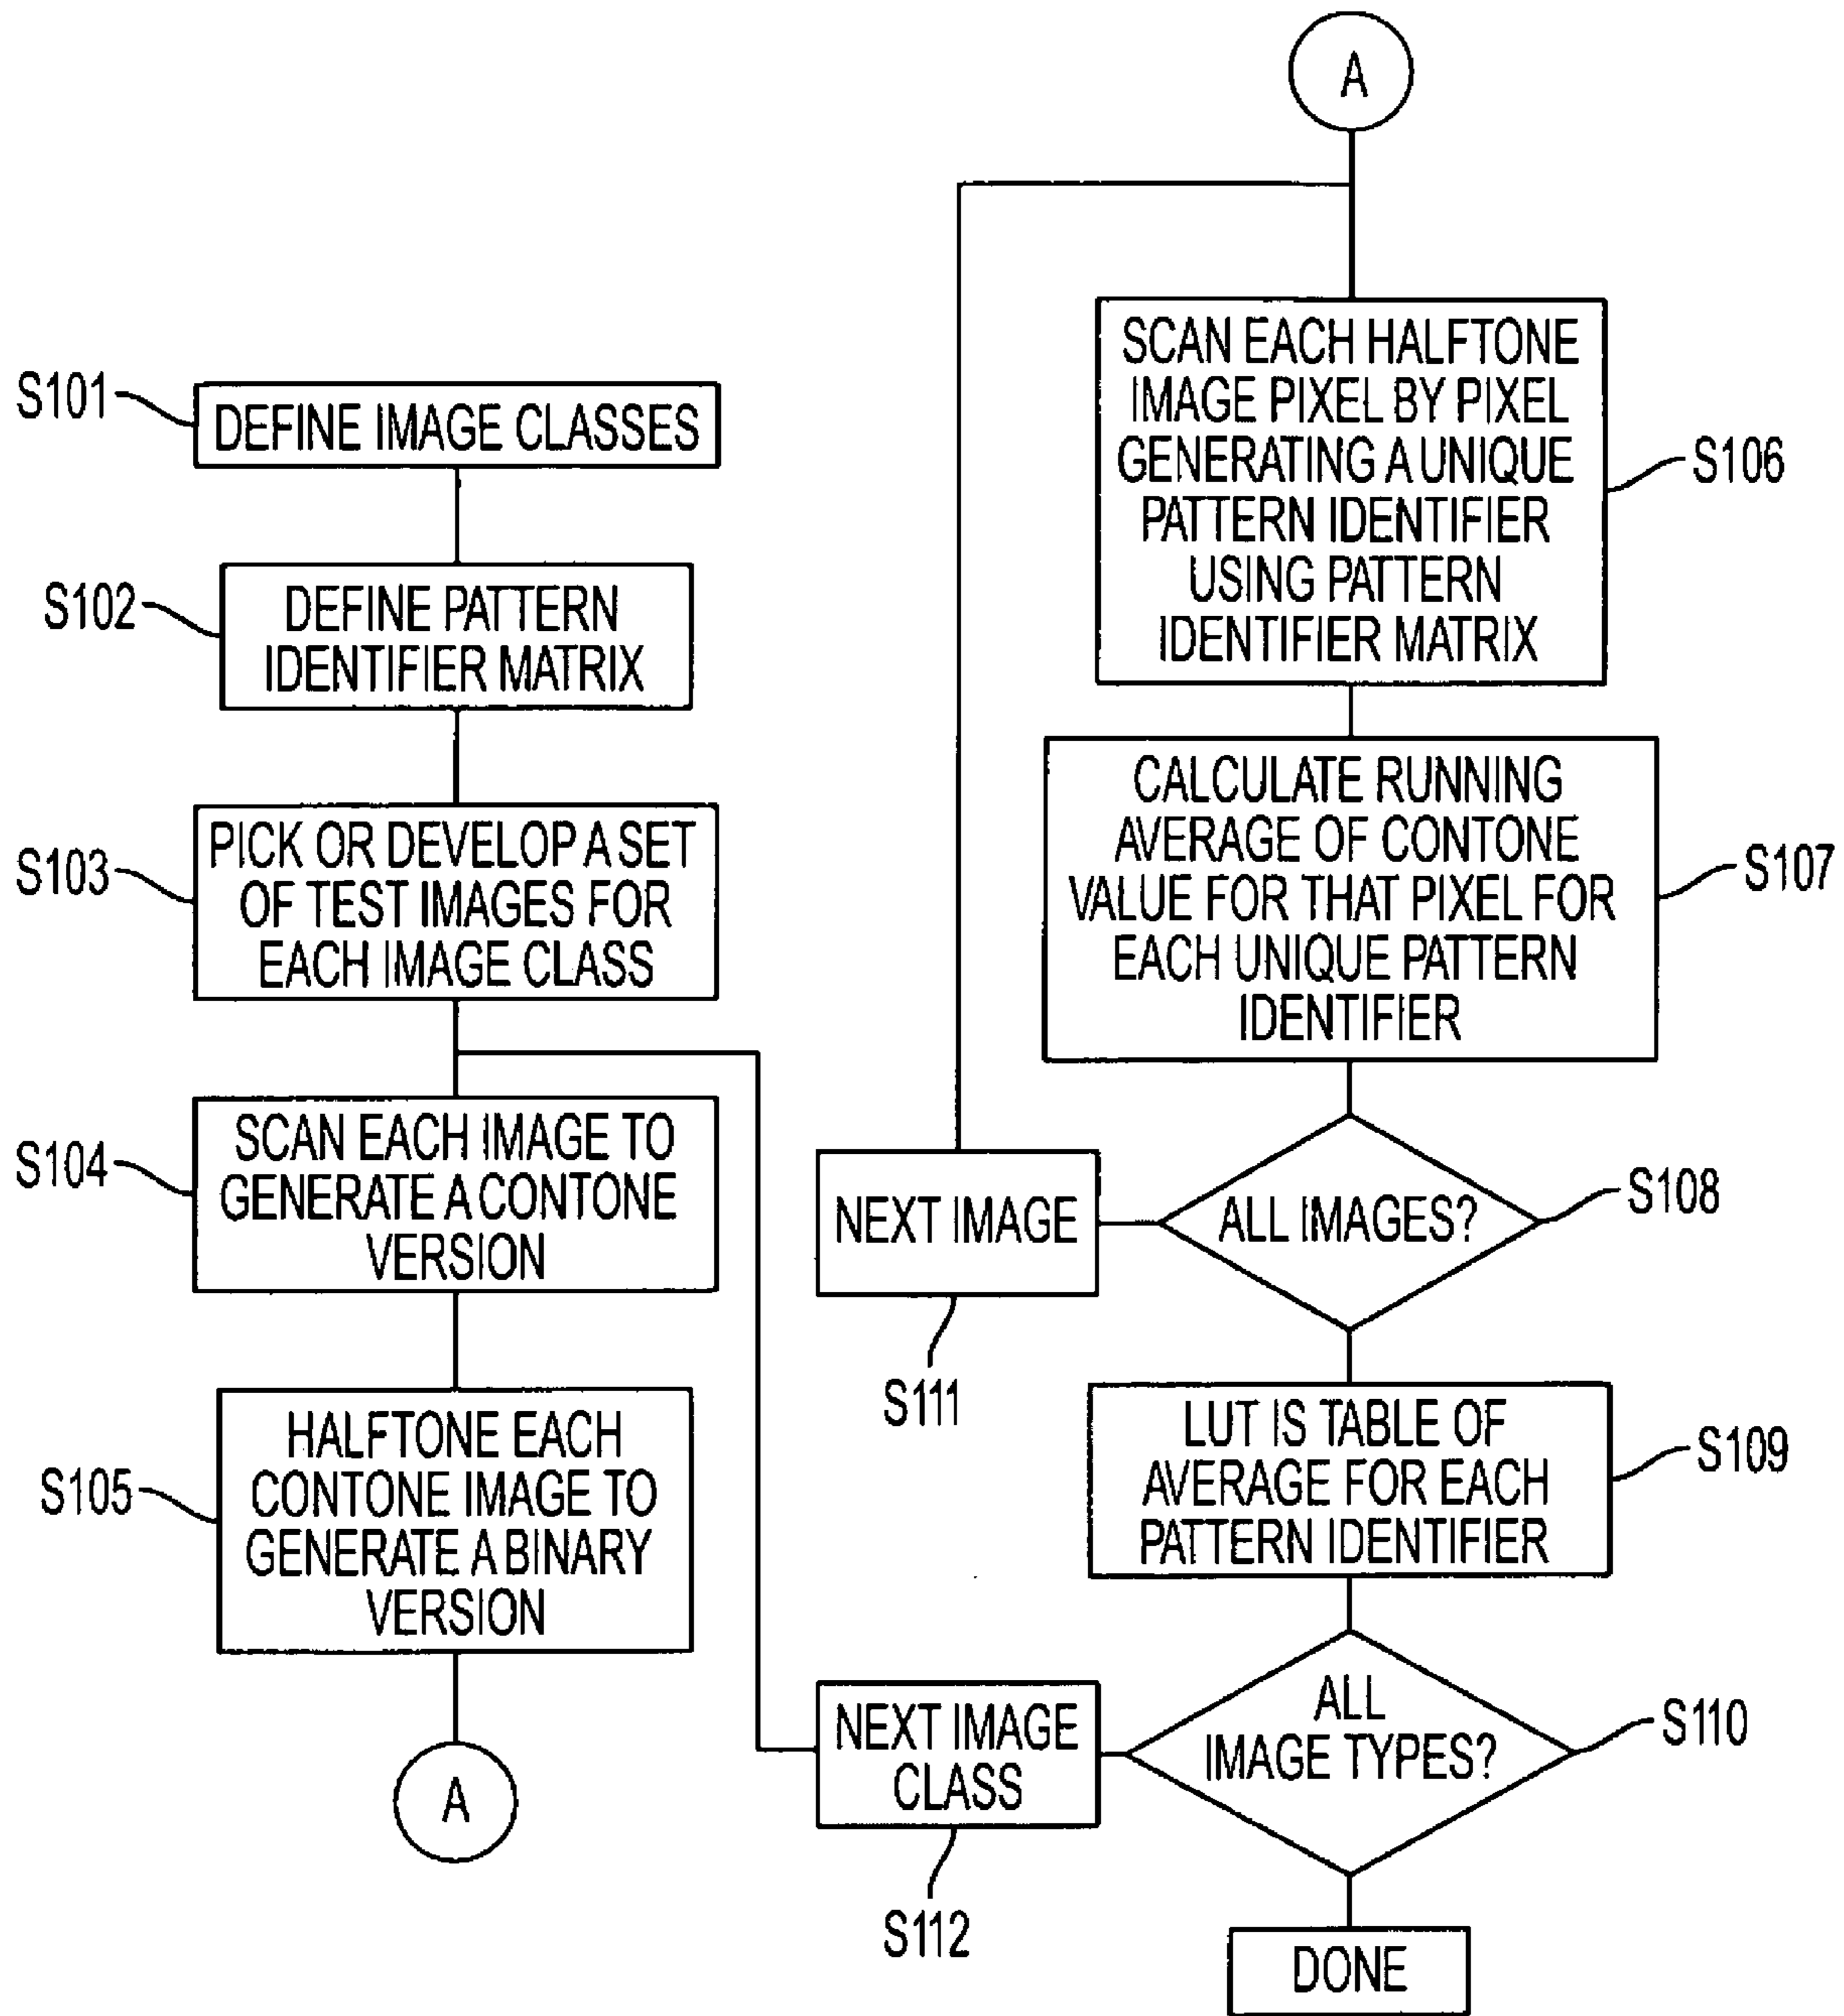 S101
DEFINE IMAGE CLASSES
S102
DEFINE PATTERN
IDENTIFIER MATRIX
S103
PICK OR DEVELOP A SET
OF TEST IMAGES FOR
EACH IMAGE CLASS
S104
SCAN EACH IMAGE TO
GENERATE A CONTONE
VERSION
S105
HALFTONE EACH
CONTONE IMAGE TO
GENERATE A BINARY
VERSION
A
A
SCAN EACH HALFTONE
IMAGE PIXEL BY PIXEL
GENERATING A UNIQUE
PATTERN IDENTIFIER
USING PATTERN
IDENTIFIER MATRIX
S106
CALCULATE RUNNING
AVERAGE OF CONTONE
VALUE FOR THAT PIXEL FOR
EACH UNIQUE PATTERN
IDENTIFIER
S107
ALL IMAGES?
S108
NEXT IMAGE
S111
LUT IS TABLE OF
AVERAGE FOR EACH
PATTERN IDENTIFIER
S109
ALL
IMAGE TYPES?
S110
NEXT IMAGE
CLASS
S112
DONE